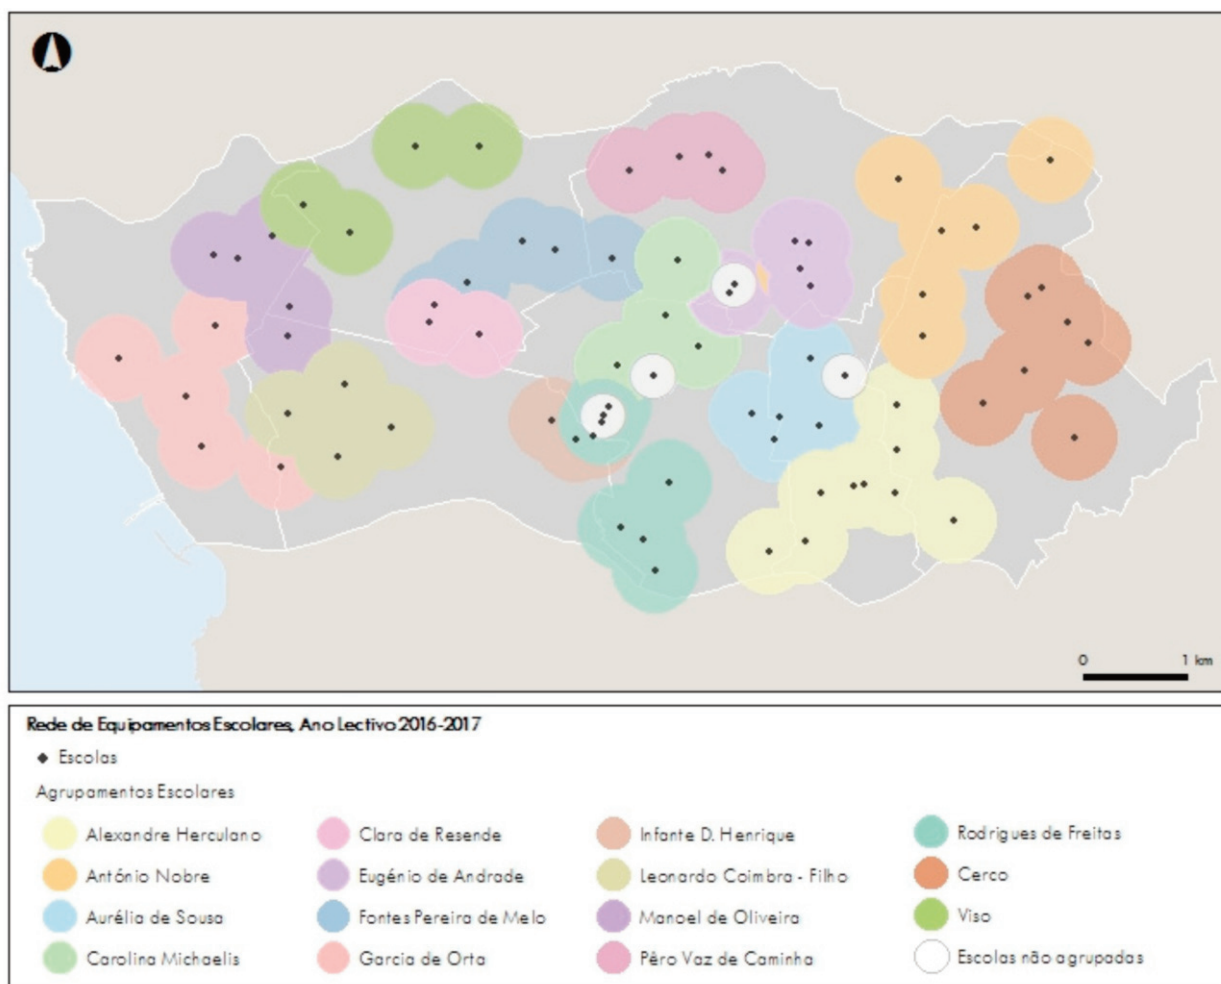 0 1 km
Rede de Equipamentos Escolares, Ano Lectivo 2016-2017
Escolas
Agrupamentos Escolares
Alexandre Herculano
António Nobre
Aurélia de Sousa
Carolina Michaelis
Clara de Resende
Eugénio de Andrade
Fontes Pereira de Melo
Garcia de Orta
Infante D. Henrique
Leonardo Coimbra - Filho
Manoel de Oliveira
Pêro Vaz de Caminha
Rodrigues de Freitas
Cerco
Viso
Escolas não agrupadas